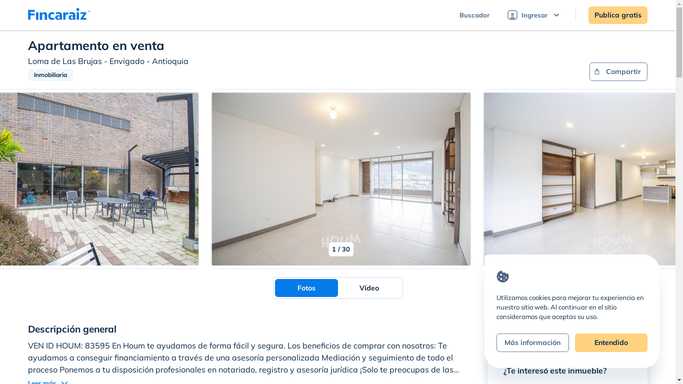 Fincaraiz
Buscador
Ingresar
Publica gratis
Apartamento en venta
Loma de Las Brujas - Envigado - Antioquia
Inmobiliaria
Compartir
houm
houm
1 / 30
Fotos
Video
Descripción general
VEN ID HOUM: 83595 En Houm te ayudamos de forma fácil y segura. Los beneficios de comprar con nosotros: Te
ayudamos a conseguir financiamiento a través de una asesoría personalizada Mediación y seguimiento de todo el
proceso Ponemos a tu disposición profesionales en notariado, registro y asesoría jurídica ¡Solo te preocupas de las...
Leer más
Utilizamos cookies para mejorar tu experiencia en
nuestro sitio web. Al continuar en el sitio
consideramos que aceptas su uso.
Más información
Entendido
¿Te interesó este inmueble?